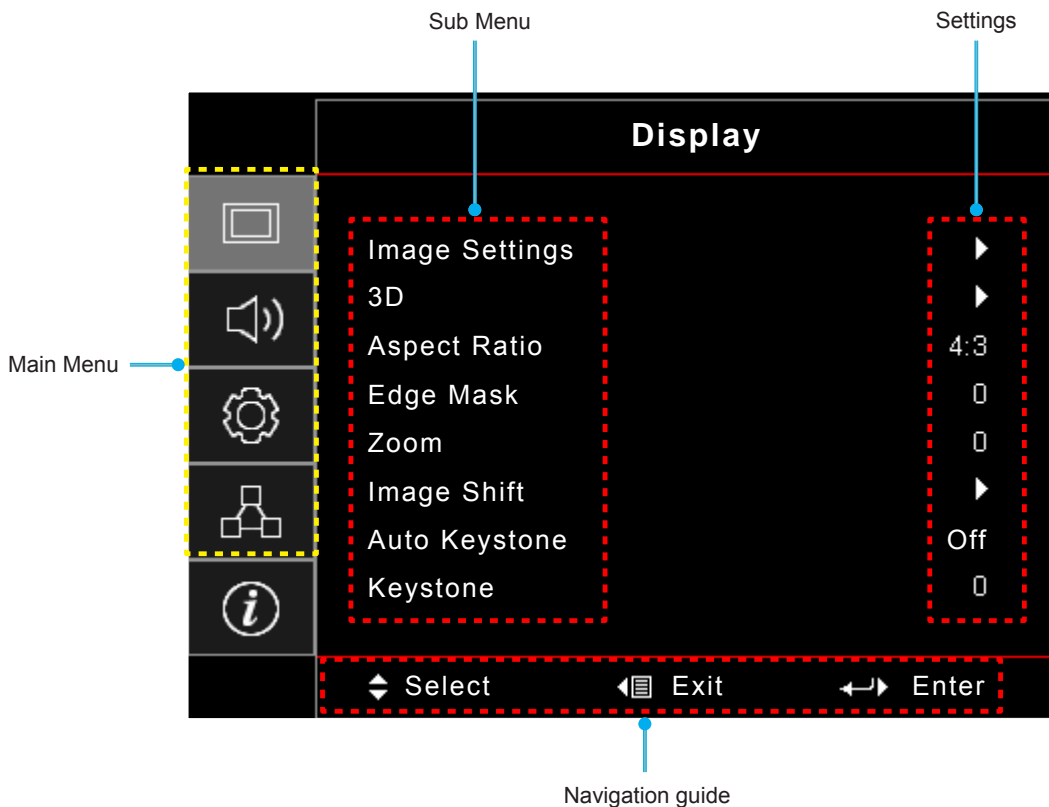 Sub Menu
Settings
Display
Image Settings
3D
Aspect Ratio 4:3
Edge Mask 0
Zoom 0
Image Shift
Auto Keystone Off
Keystone 0
Main Menu
i
Select Exit Enter
Navigation guide